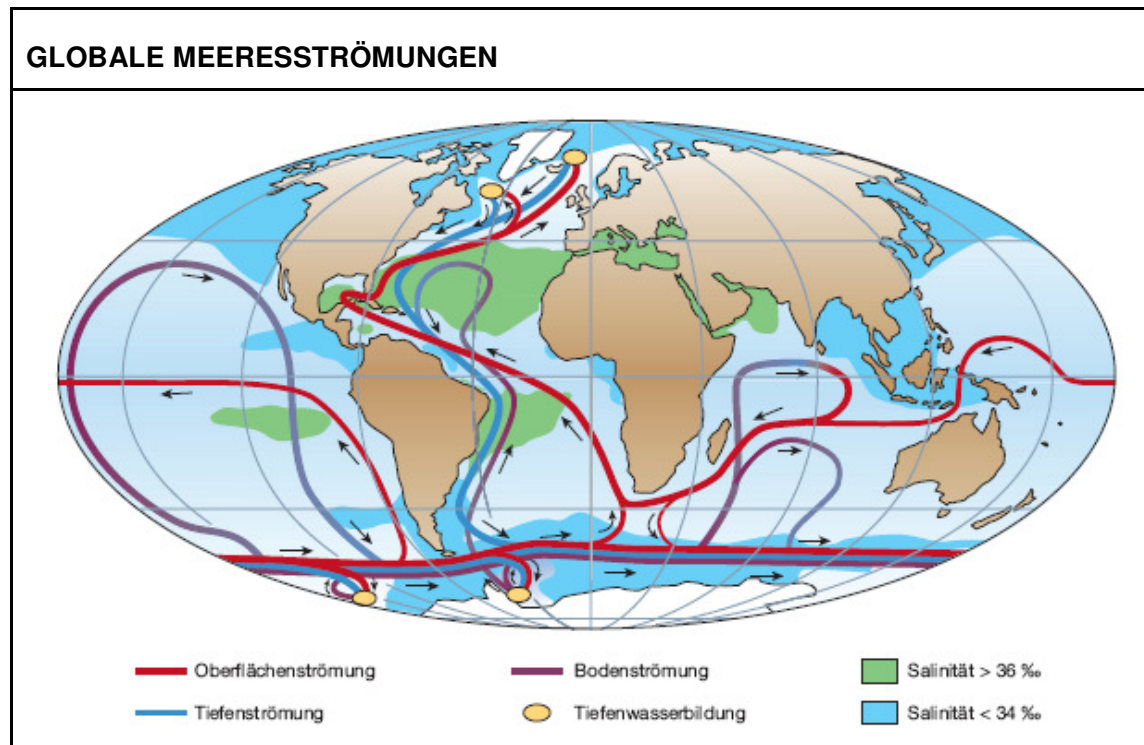 GLOBALE MEERESSTRÖMUNGEN
Oberflächenströmung
Bodenströmung
Salinität > 36 ‰
Tiefenströmung
Tiefenwasserbildung
Salinität < 34 ‰